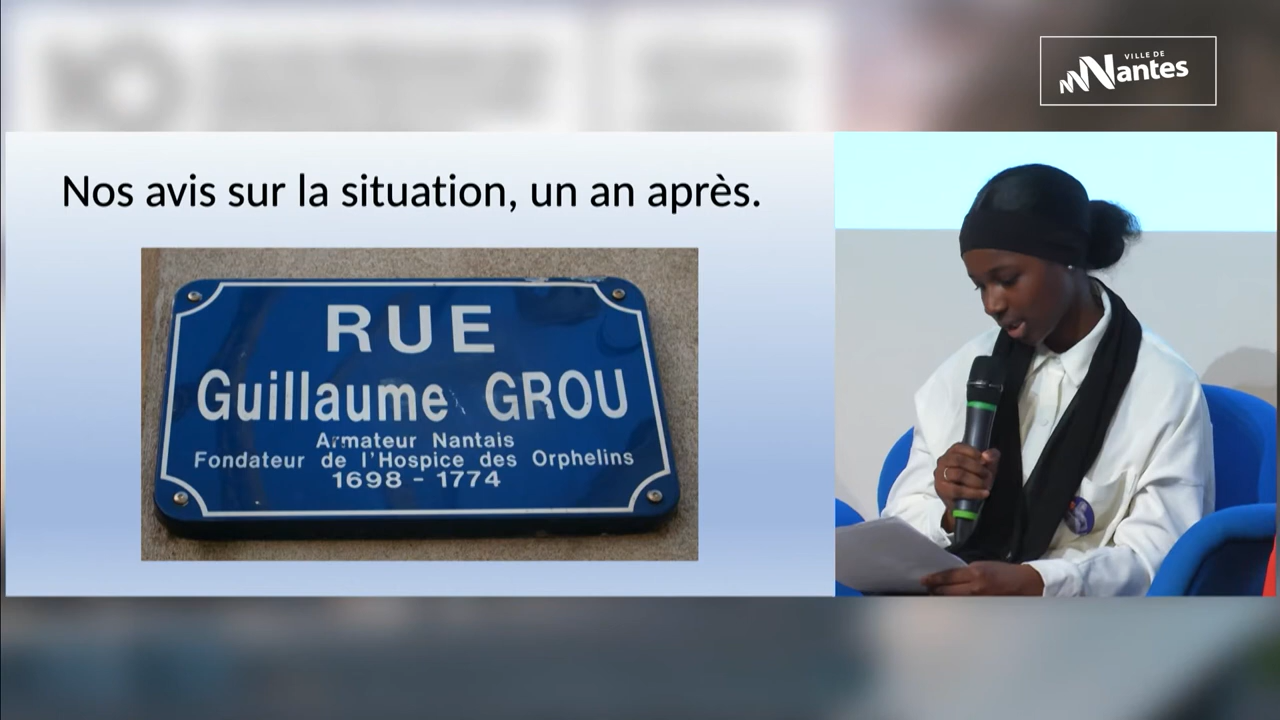 VILLE DE
Nantes
Nos avis sur la situation, un an après.
RUE
Guillaume GROU
Armateur Nantais
Fondateur de l'Hospice des Orphelins
1698 - 1774